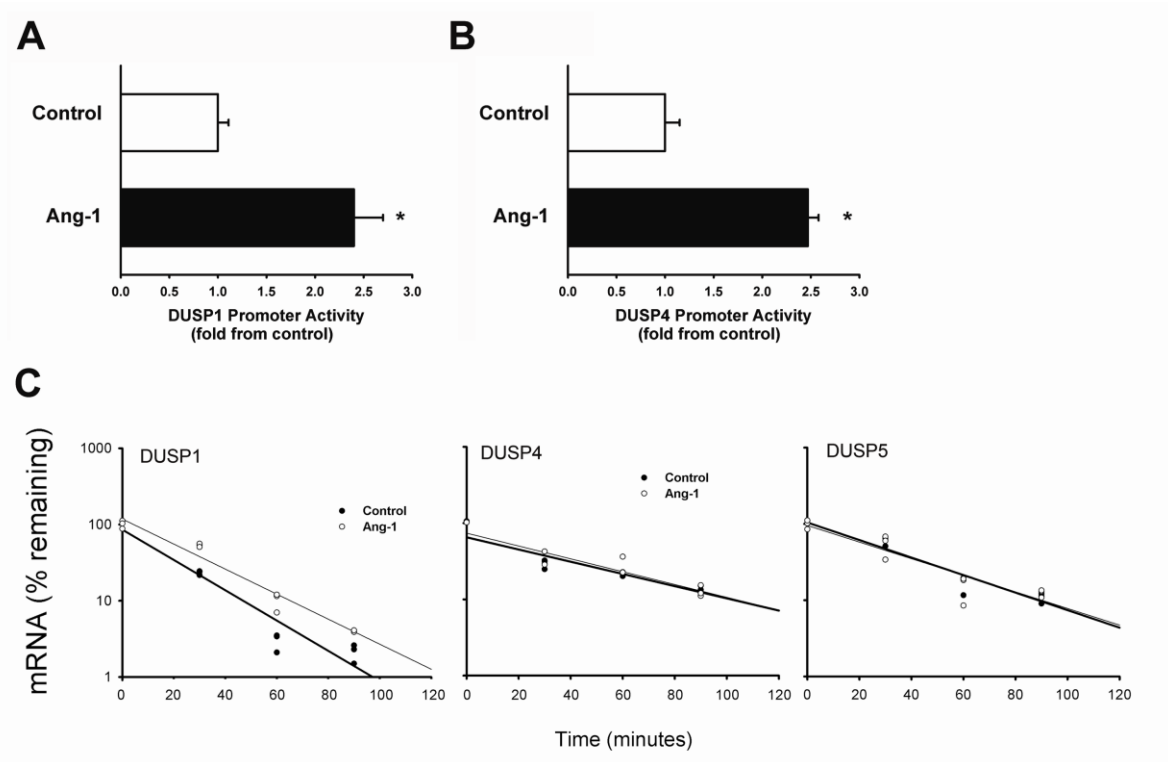 A
Control
Ang-1
*
0.0 0.5 1.0 1.5 2.0 2.5 3.0
DUSP1 Promoter Activity
(fold from control)
B
Control
Ang-1
*
0.0 0.5 1.0 1.5 2.0 2.5 3.0
DUSP4 Promoter Activity
(fold from control)
C
mRNA (% remaining)
1000
100
10
1
DUSP1
Control
Ang-1
0 20 40 60 80 100 120
DUSP4
Control
Ang-1
0 20 40 60 80 100 120
DUSP5
0 20 40 60 80 100 120
Time (minutes)